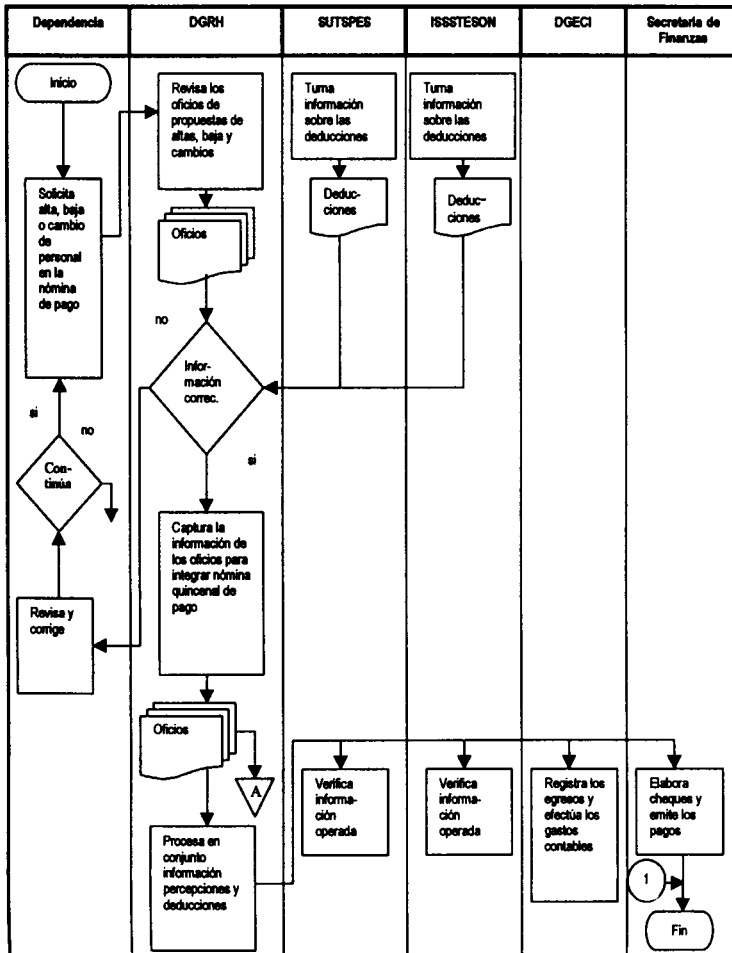 Dependencia
DGRH
SUTSPES
ISSSTESON
DGECI
Secretaria de
Finanzas
Inicio
Solicita
alta, baja
o cambio
de
personal
en la
nómina
de pago
si
no
Con-
tinúa
Revisa y
corrige
Revisa los
oficios de
propuestas de
altas, baja y
cambios
Oficios
no
Infor-
mación
correc.
si
Captura la
información de
los oficios para
integrar nómina
quincenal de
pago
Oficios
A
Procesa en
conjunto
información
percepciones y
deducciones
Turna
información
sobre las
deducciones
Deduc-
ciones
Verifica
informa-
ción
operada
Turna
información
sobre las
deducciones
Deduc-
ciones
Verifica
informa-
ción
operada
Registra los
egresos y
efectúa los
gastos
contables
Elabora
cheques y
emite los
pagos
1
Fin